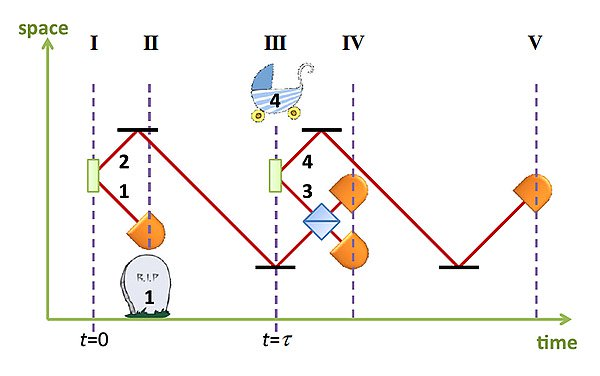 space
I II III IV V
4
2 4
1 3
R.I.P
1
time
t=0 t=τ